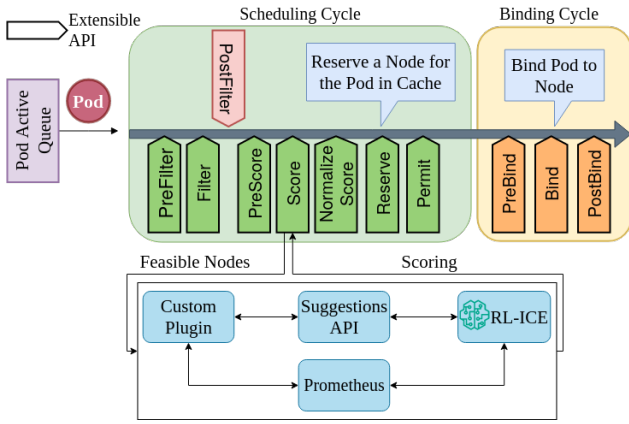 Extensible
API
Scheduling Cycle
Binding Cycle
Pod Active
Queue
Pod
PostFilter
Reserve a Node for
the Pod in Cache
Bind Pod to
Node
PreFilter
Filter
PreScore
Score
Normalize
Score
Reserve
Permit
PreBind
Bind
PostBind
Feasible Nodes
Scoring
Custom
Plugin
Suggestions
API
RL-ICE
Prometheus